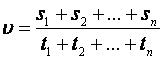 υ = (s₁ + s₂ + ... + sₙ) / (t₁ + t₂ + ... + tₙ)